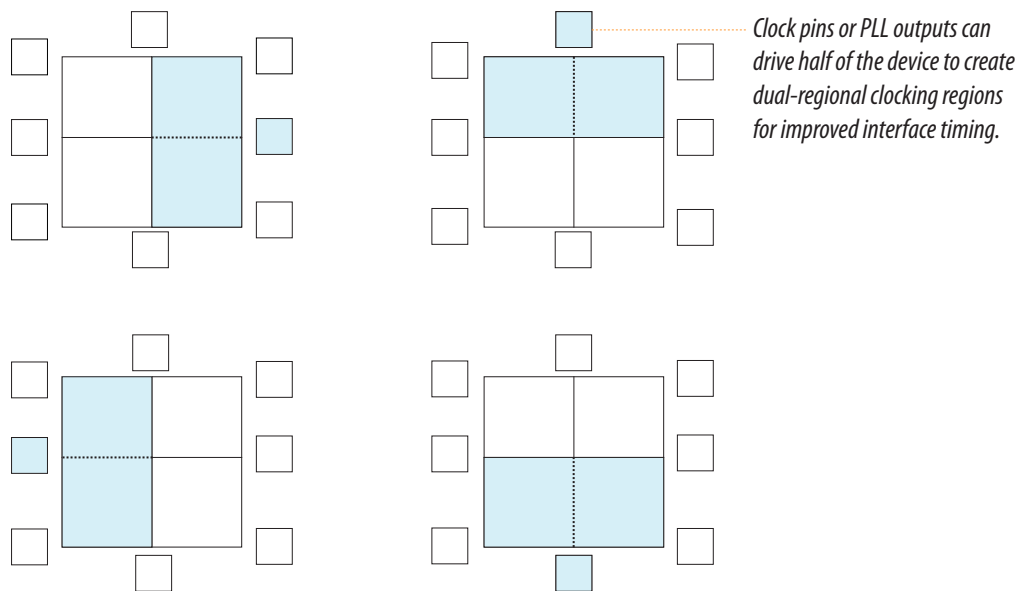 Clock pins or PLL outputs can
drive half of the device to create
dual-regional clocking regions
for improved interface timing.